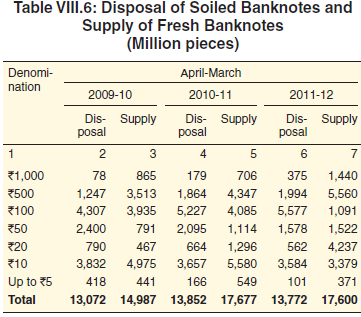 Table VIII.6: Disposal of Soiled Banknotes and
Supply of Fresh Banknotes
(Million pieces)
Denomi-nation April-March
2009-10 2010-11 2011-12
Dis-posal Supply Dis-posal Supply Dis-posal Supply
1 2 3 4 5 6 7
₹1,000 78 865 179 706 375 1,440
₹500 1,247 3,513 1,864 4,347 1,994 5,560
₹100 4,307 3,935 5,227 4,085 5,577 1,091
₹50 2,400 791 2,095 1,114 1,578 1,522
₹20 790 467 664 1,296 562 4,237
₹10 3,832 4,975 3,657 5,580 3,584 3,379
Up to ₹5 418 441 166 549 101 371
Total 13,072 14,987 13,852 17,677 13,772 17,600